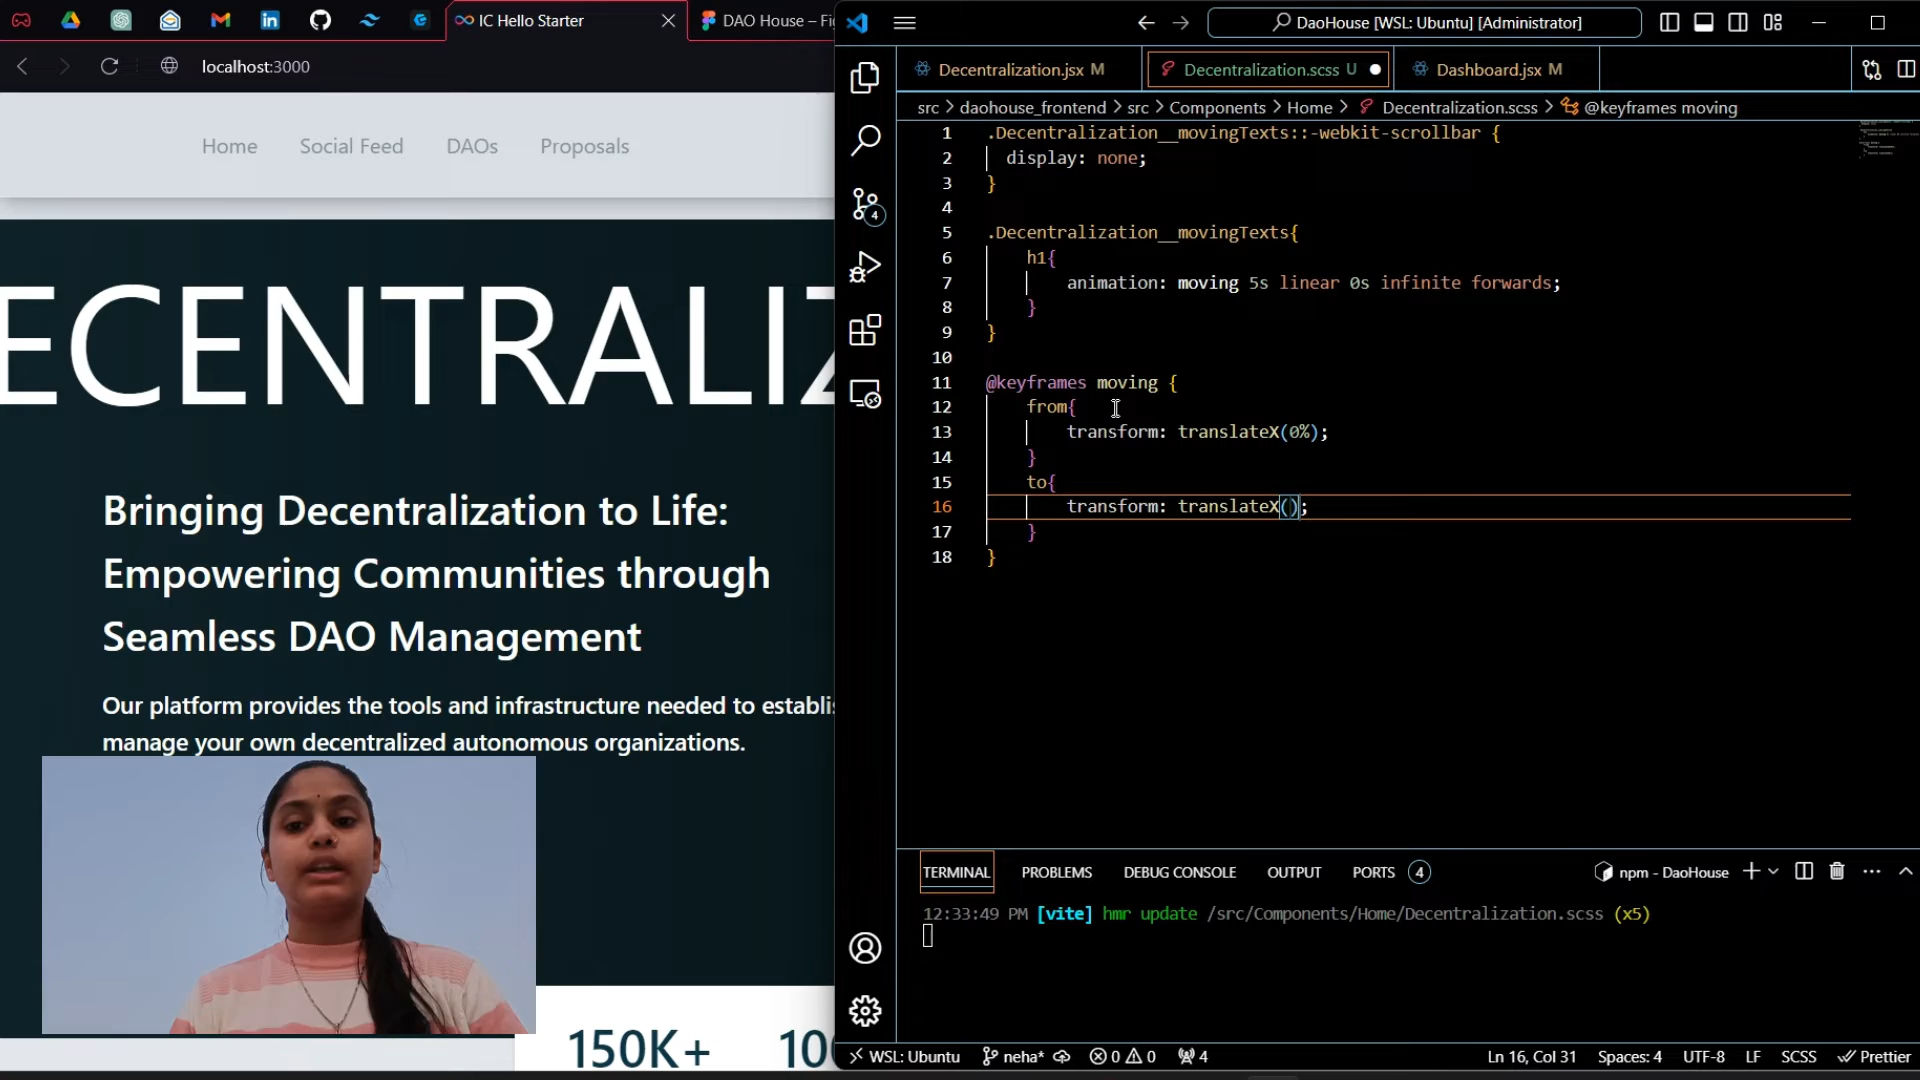 IC Hello Starter
DAO House – Fig
localhost:3000
Home Social Feed DAOs Proposals
ECENTRALIZ
Bringing Decentralization to Life:
Empowering Communities through
Seamless DAO Management
Our platform provides the tools and infrastructure needed to establis
manage your own decentralized autonomous organizations.
150K+
DaoHouse [WSL: Ubuntu] [Administrator]
Decentralization.jsx M
Decentralization.scss U
Dashboard.jsx M
src > daohouse_frontend > src > Components > Home > Decentralization.scss > @keyframes moving
1 .Decentralization__movingTexts::-webkit-scrollbar {
2 display: none;
3 }
4
5 .Decentralization__movingTexts{
6 h1{
7 animation: moving 5s linear 0s infinite forwards;
8 }
9 }
10
11 @keyframes moving {
12 from{
13 transform: translateX(0%);
14 }
15 to{
16 transform: translateX();
17 }
18 }
4
TERMINAL PROBLEMS DEBUG CONSOLE OUTPUT PORTS 4
npm - DaoHouse
12:33:49 PM [vite] hmr update /src/Components/Home/Decentralization.scss (x5)
WSL: Ubuntu neha* 0 0 4
Ln 16, Col 31 Spaces: 4 UTF-8 LF SCSS Prettier